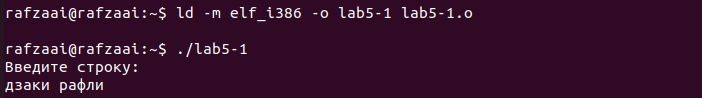 rafzaai@rafzaai:~$ ld -m elf_i386 -o lab5-1 lab5-1.o
rafzaai@rafzaai:~$ ./lab5-1
Введите строку:
дзаки рафли